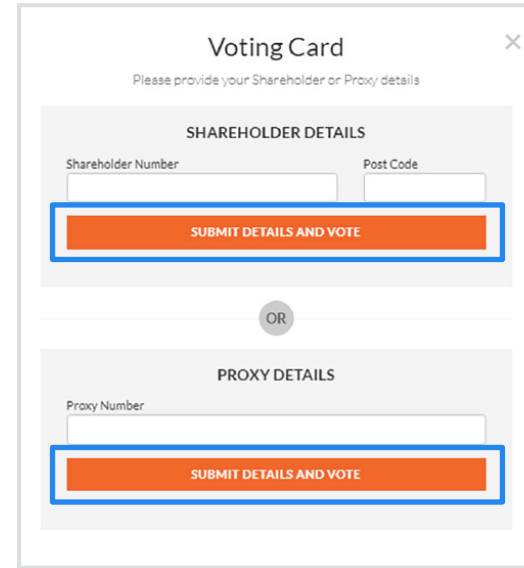 Voting Card
Please provide your Shareholder or Proxy details
SHAREHOLDER DETAILS
Shareholder Number Post Code
SUBMIT DETAILS AND VOTE
OR
PROXY DETAILS
Proxy Number
SUBMIT DETAILS AND VOTE